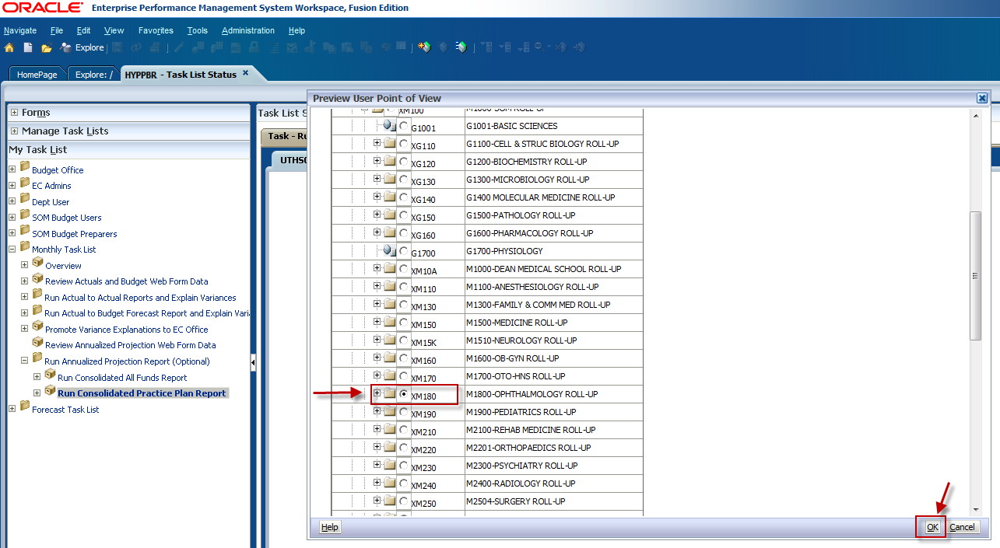 ORACLE Enterprise Performance Management System Workspace, Fusion Edition
Navigate File Edit View Favorites Tools Administration Help
Explore
HomePage Explore: / HYPPBR - Task List Status
Preview User Point of View
Forms
Manage Task Lists
My Task List
Budget Office
EC Admins
Dept User
SOM Budget Users
SOM Budget Preparers
Monthly Task List
Overview
Review Actuals and Budget Web Form Data
Run Actual to Actual Reports and Explain Variances
Run Actual to Budget Forecast Report and Explain Varia
Promote Variance Explanations to EC Office
Review Annualized Projection Web Form Data
Run Annualized Projection Report (Optional)
Run Consolidated All Funds Report
Run Consolidated Practice Plan Report
Forecast Task List
Task List S
Task - Ru
UTHSC
XM100 M1000-SOM ROLL-UP
G1001 G1001-BASIC SCIENCES
XG110 G1100-CELL & STRUC BIOLOGY ROLL-UP
XG120 G1200-BIOCHEMISTRY ROLL-UP
XG130 G1300-MICROBIOLOGY ROLL-UP
XG140 G1400 MOLECULAR MEDICINE ROLL-UP
XG150 G1500-PATHOLOGY ROLL-UP
XG160 G1600-PHARMACOLOGY ROLL-UP
G1700 G1700-PHYSIOLOGY
XM10A M1000-DEAN MEDICAL SCHOOL ROLL-UP
XM110 M1100-ANESTHESIOLOGY ROLL-UP
XM130 M1300-FAMILY & COMM MED ROLL-UP
XM150 M1500-MEDICINE ROLL-UP
XM15K M1510-NEUROLOGY ROLL-UP
XM160 M1600-OB-GYN ROLL-UP
XM170 M1700-OTO-HNS ROLL-UP
XM180 M1800-OPHTHALMOLOGY ROLL-UP
XM190 M1900-PEDIATRICS ROLL-UP
XM210 M2100-REHAB MEDICINE ROLL-UP
XM220 M2201-ORTHOPAEDICS ROLL-UP
XM230 M2300-PSYCHIATRY ROLL-UP
XM240 M2400-RADIOLOGY ROLL-UP
XM250 M2504-SURGERY ROLL-UP
Help OK Cancel